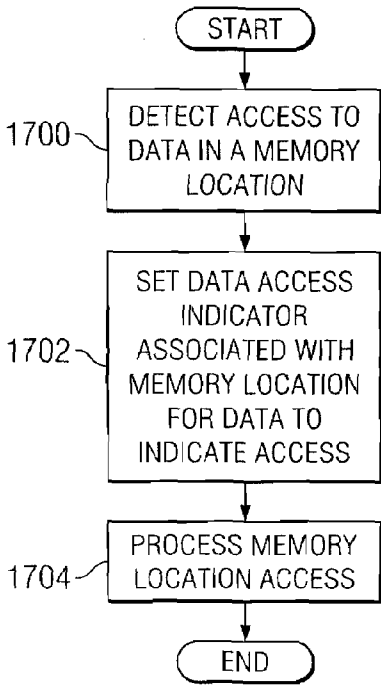 START
1700
DETECT ACCESS TO
DATA IN A MEMORY
LOCATION
1702
SET DATA ACCESS
INDICATOR
ASSOCIATED WITH
MEMORY LOCATION
FOR DATA TO
INDICATE ACCESS
1704
PROCESS MEMORY
LOCATION ACCESS
END